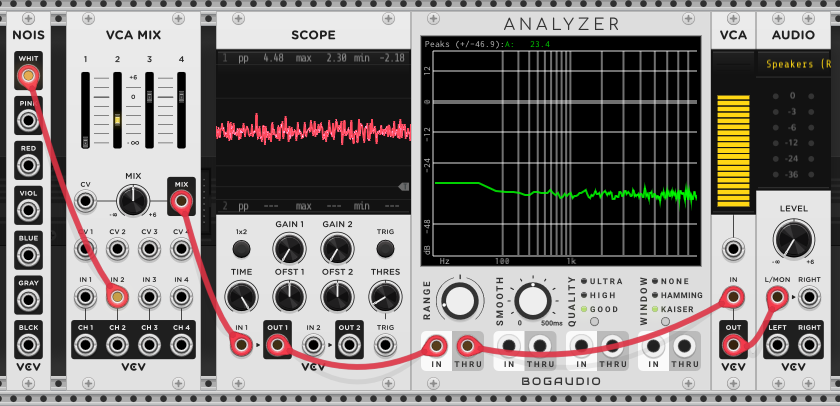 NOIS
WHIT
PINK
RED
VIOL
BLUE
GRAY
BLCK
VCV
VCA MIX
1 2 3 4
+6
0
-∞
MIX
CV
-∞ +6
MIX
CV 1 CV 2 CV 3 CV 4
IN 1 IN 2 IN 3 IN 4
CH 1 CH 2 CH 3 CH 4
VCV
SCOPE
1 pp 4.48 max 2.30 min -2.18
2 pp --- max --- min ---
1x2 GAIN 1 GAIN 2 TRIG
TIME OFST 1 OFST 2 THRES
IN 1 OUT 1 IN 2 OUT 2 TRIG
VCV
ANALYZER
Peaks (+/-46.9):A: 23.4
12
0
-12
-24
-48
dB
Hz 100 1k
RANGE
SMOOTH
0 500ms
QUALITY
ULTRA
HIGH
GOOD
WINDOW
NONE
HAMMING
KAISER
IN THRU IN THRU IN THRU IN THRU
BOGAUDIO
VCA
IN
OUT
VCV
AUDIO
Speakers (R
0
-3
-6
-12
-24
-36
LEVEL
-∞ +6
L/MON RIGHT
LEFT RIGHT
VCV